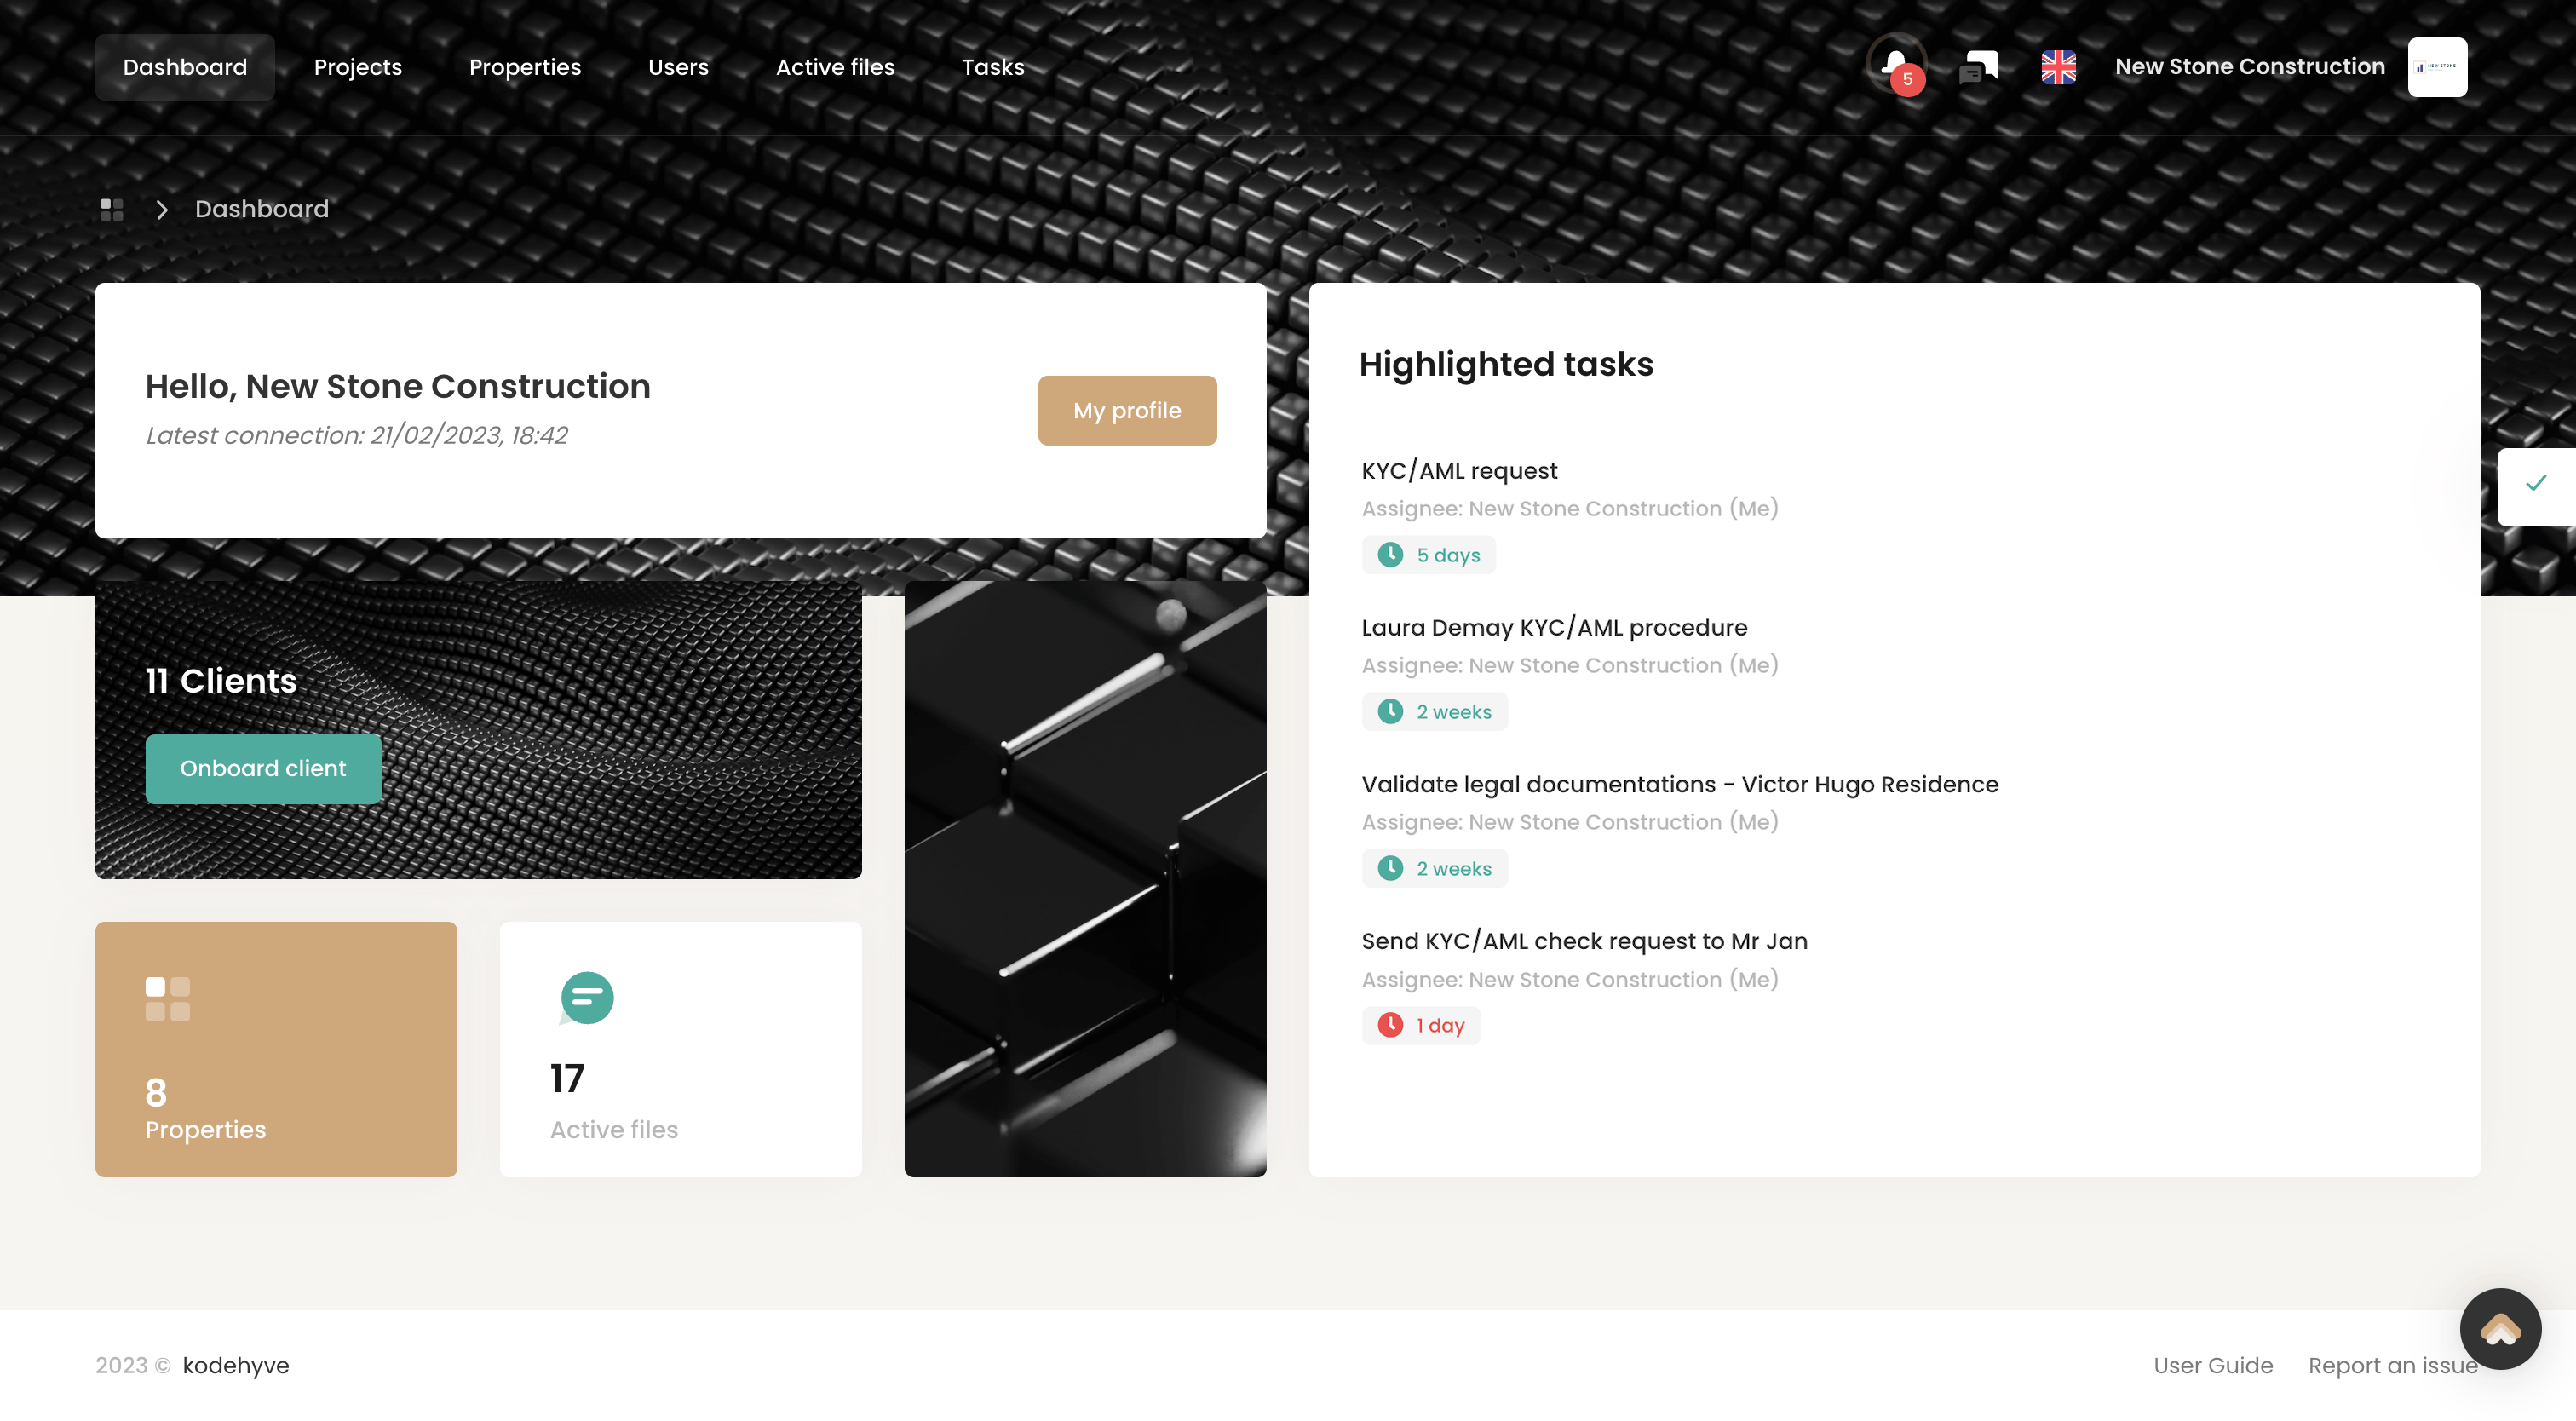 Dashboard
Projects
Properties
Users
Active files
Tasks
5
New Stone Construction
NEW STONE
Dashboard
Hello, New Stone Construction
Latest connection: 21/02/2023, 18:42
My profile
11 Clients
Onboard client
8
Properties
17
Active files
Highlighted tasks
KYC/AML request
Assignee: New Stone Construction (Me)
5 days
Laura Demay KYC/AML procedure
Assignee: New Stone Construction (Me)
2 weeks
Validate legal documentations - Victor Hugo Residence
Assignee: New Stone Construction (Me)
2 weeks
Send KYC/AML check request to Mr Jan
Assignee: New Stone Construction (Me)
1 day
2023 © kodehyve
User Guide
Report an issue